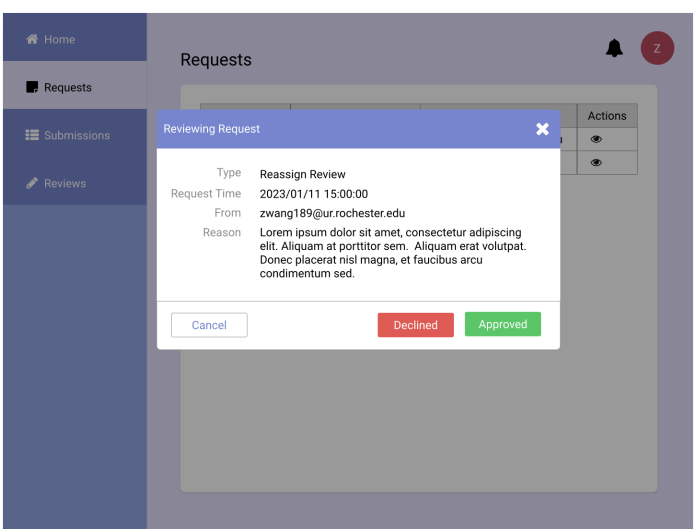 Home
Requests
Submissions
Reviews
Requests
Z
Actions
Reviewing Request
Type
Reassign Review
Request Time
2023/01/11 15:00:00
From
zwang189@ur.rochester.edu
Reason
Lorem ipsum dolor sit amet, consectetur adipiscing
elit. Aliquam at porttitor sem. Aliquam erat volutpat.
Donec placerat nisl magna, et faucibus arcu
condimentum sed.
Cancel
Declined
Approved